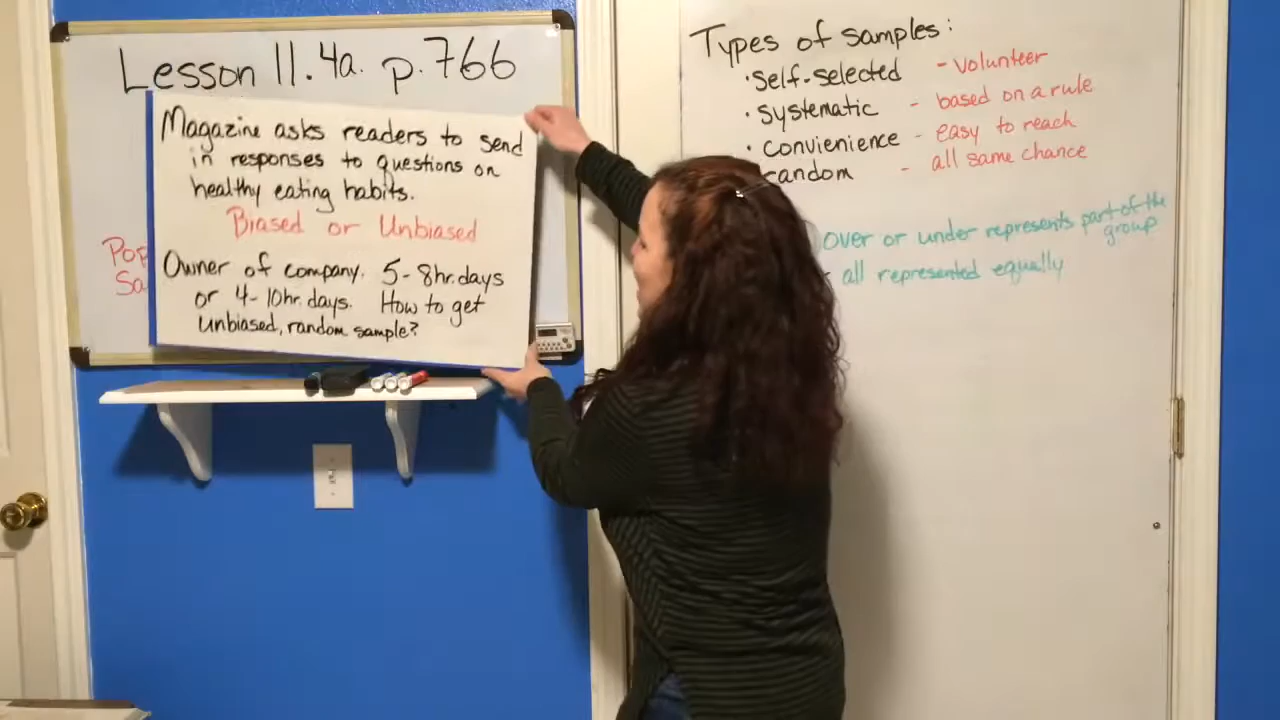 Lesson 11.4a. p.766
Magazine asks readers to send
in responses to questions on
healthy eating habits.
Biased or Unbiased
Owner of company. 5-8hr.days
or 4-10hr.days. How to get
unbiased, random sample?
Pop
Sa
Types of samples:
• self-selected - volunteer
• systematic - based on a rule
• convienience - easy to reach
random - all same chance
over or under represents part of the
group
all represented equally